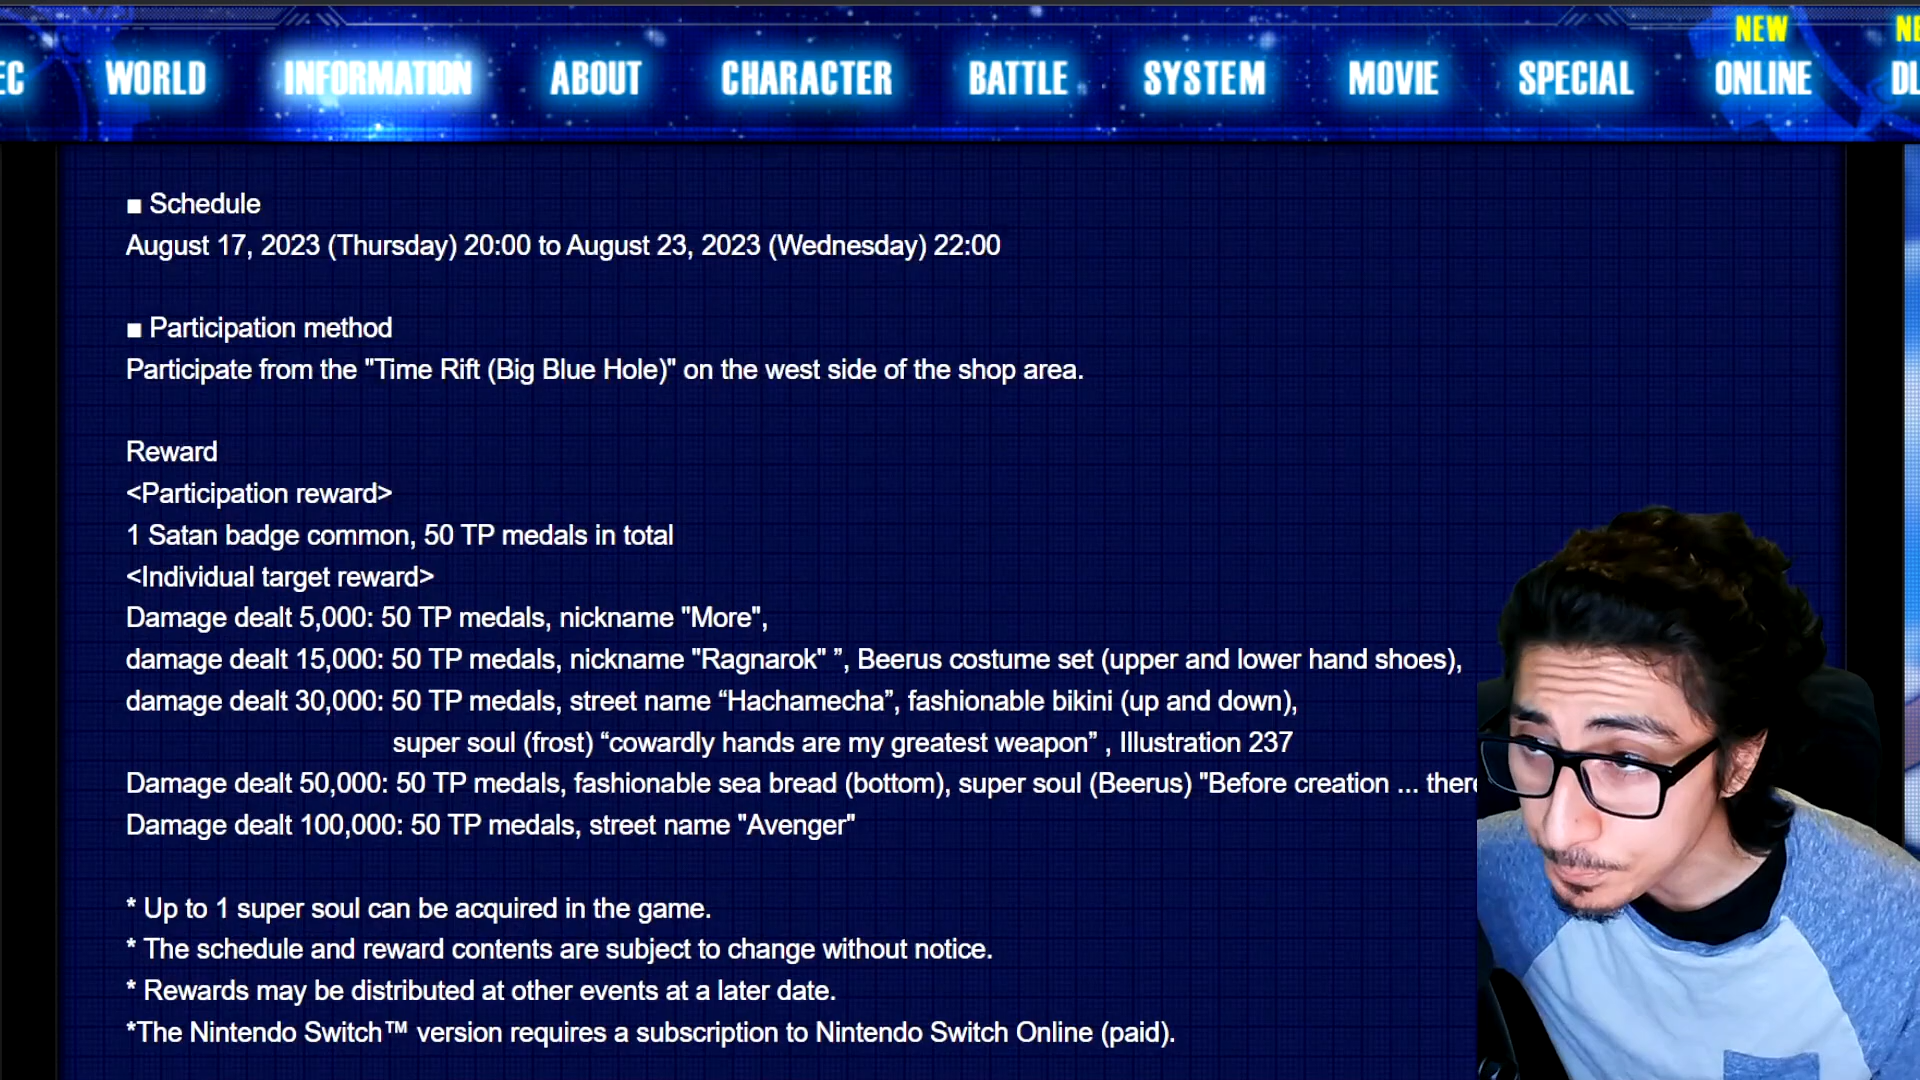 WORLD INFORMATION ABOUT CHARACTER BATTLE SYSTEM MOVIE SPECIAL NEW ONLINE
■ Schedule
August 17, 2023 (Thursday) 20:00 to August 23, 2023 (Wednesday) 22:00
■ Participation method
Participate from the "Time Rift (Big Blue Hole)" on the west side of the shop area.
Reward
<Participation reward>
1 Satan badge common, 50 TP medals in total
<Individual target reward>
Damage dealt 5,000: 50 TP medals, nickname "More",
damage dealt 15,000: 50 TP medals, nickname "Ragnarok" ”, Beerus costume set (upper and lower hand shoes),
damage dealt 30,000: 50 TP medals, street name “Hachamecha”, fashionable bikini (up and down),
super soul (frost) “cowardly hands are my greatest weapon” , Illustration 237
Damage dealt 50,000: 50 TP medals, fashionable sea bread (bottom), super soul (Beerus) "Before creation ...
Damage dealt 100,000: 50 TP medals, street name "Avenger"
* Up to 1 super soul can be acquired in the game.
* The schedule and reward contents are subject to change without notice.
* Rewards may be distributed at other events at a later date.
*The Nintendo Switch™ version requires a subscription to Nintendo Switch Online (paid).